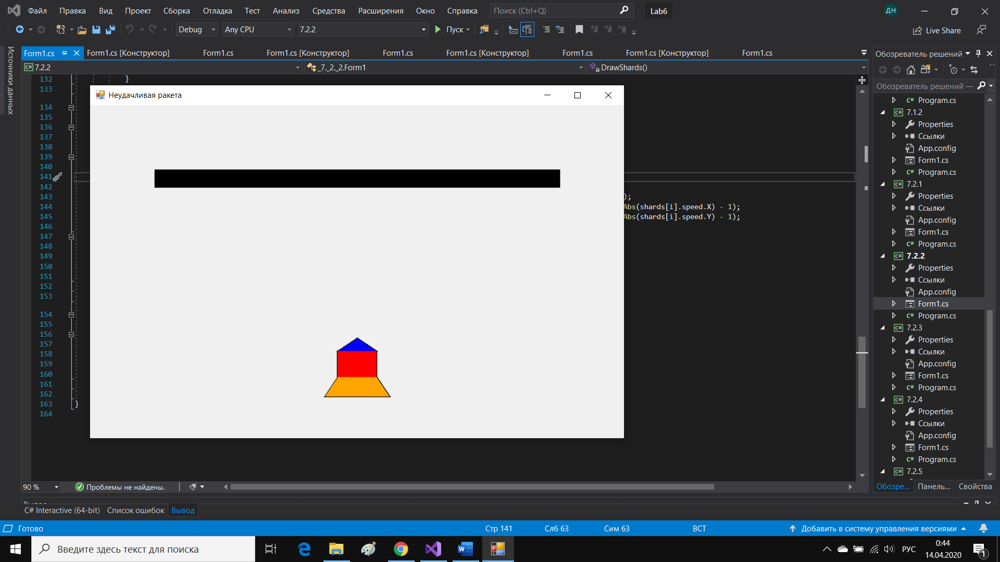 Файл Правка Вид Проект Сборка Отладка Тест Анализ Средства Расширения Окно Справка Поиск (Ctrl+Q) Lab6 ДН
Debug Any CPU 7.2.2 Пуск Live Share
Источники данных
Form1.cs Form1.cs [Конструктор] Form1.cs Form1.cs [Конструктор] Form1.cs Form1.cs [Конструктор] Form1.cs Form1.cs [Конструктор] Form1.cs
7.2.2 _7._2._2.Form1 DrawShards()
132 }
133
134
135
136
137
138
139
140
141
142
143 );
144 Abs(shards[i].speed.X) - 1);
145 Abs(shards[i].speed.Y) - 1);
146
147
148
149
150
151
152
153
154
155
156
157
158
159
160
161
162
163 }
164
Неудачливая ракета
90 % Проблемы не найдены.
Обозреватель решений
Обозреватель решений —
Program.cs
7.1.2
Properties
Ссылки
App.config
Form1.cs
Program.cs
7.2.1
Properties
Ссылки
App.config
Form1.cs
Program.cs
7.2.2
Properties
Ссылки
App.config
Form1.cs
Program.cs
7.2.3
Properties
Ссылки
App.config
Form1.cs
Program.cs
7.2.4
Properties
Ссылки
App.config
Form1.cs
Program.cs
7.2.5
Обозре... Панель... Свойства
C# Interactive (64-bit) Список ошибок Вывод
Готово Стр 141 Слб 63 Сим 63 ВСТ Добавить в систему управления версиями
Введите здесь текст для поиска РУС 0:44
14.04.2020 1